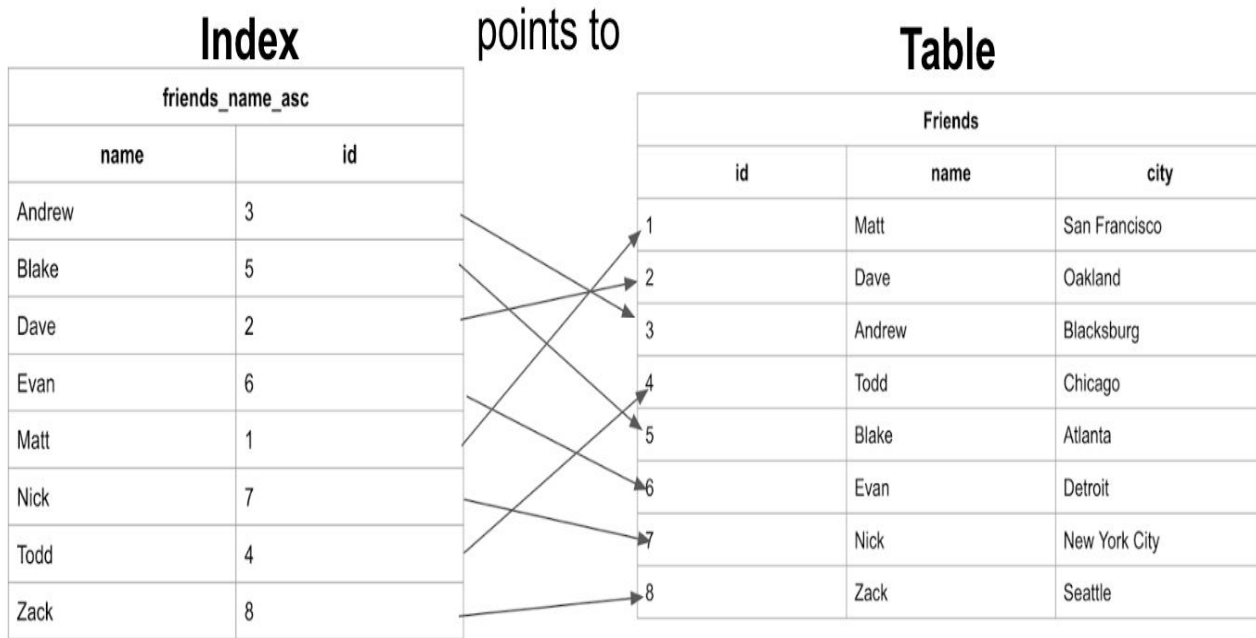 Index points to Table
friends_name_asc
name id
Andrew 3
Blake 5
Dave 2
Evan 6
Matt 1
Nick 7
Todd 4
Zack 8
Friends
id name city
1 Matt San Francisco
2 Dave Oakland
3 Andrew Blacksburg
4 Todd Chicago
5 Blake Atlanta
6 Evan Detroit
7 Nick New York City
8 Zack Seattle